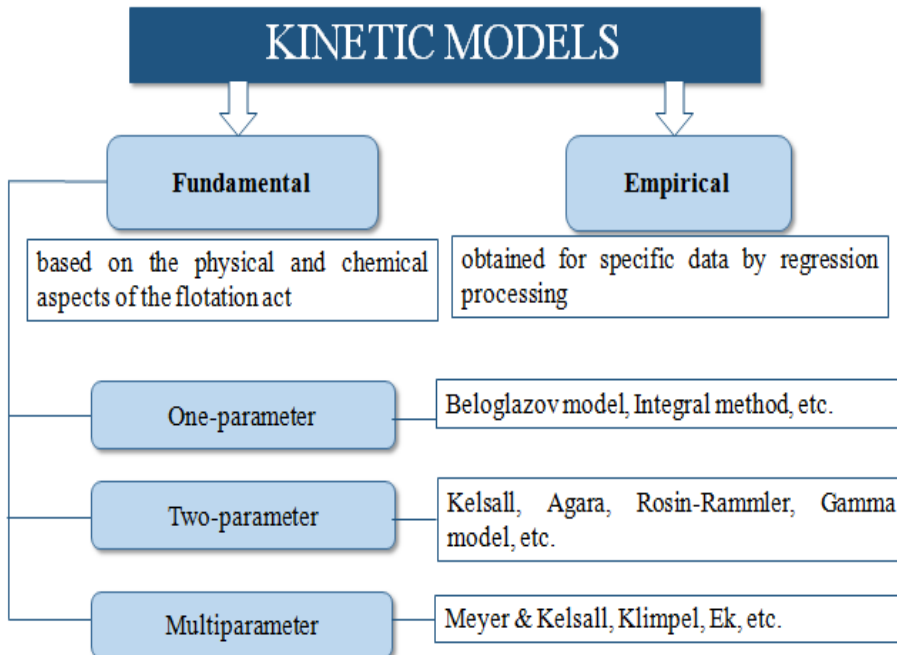 KINETIC MODELS
Fundamental
Empirical
based on the physical and chemical
aspects of the flotation act
obtained for specific data by regression
processing
One-parameter
Beloglazov model, Integral method, etc.
Two-parameter
Kelsall, Agara, Rosin-Rammler, Gamma
model, etc.
Multiparameter
Meyer & Kelsall, Klimpel, Ek, etc.